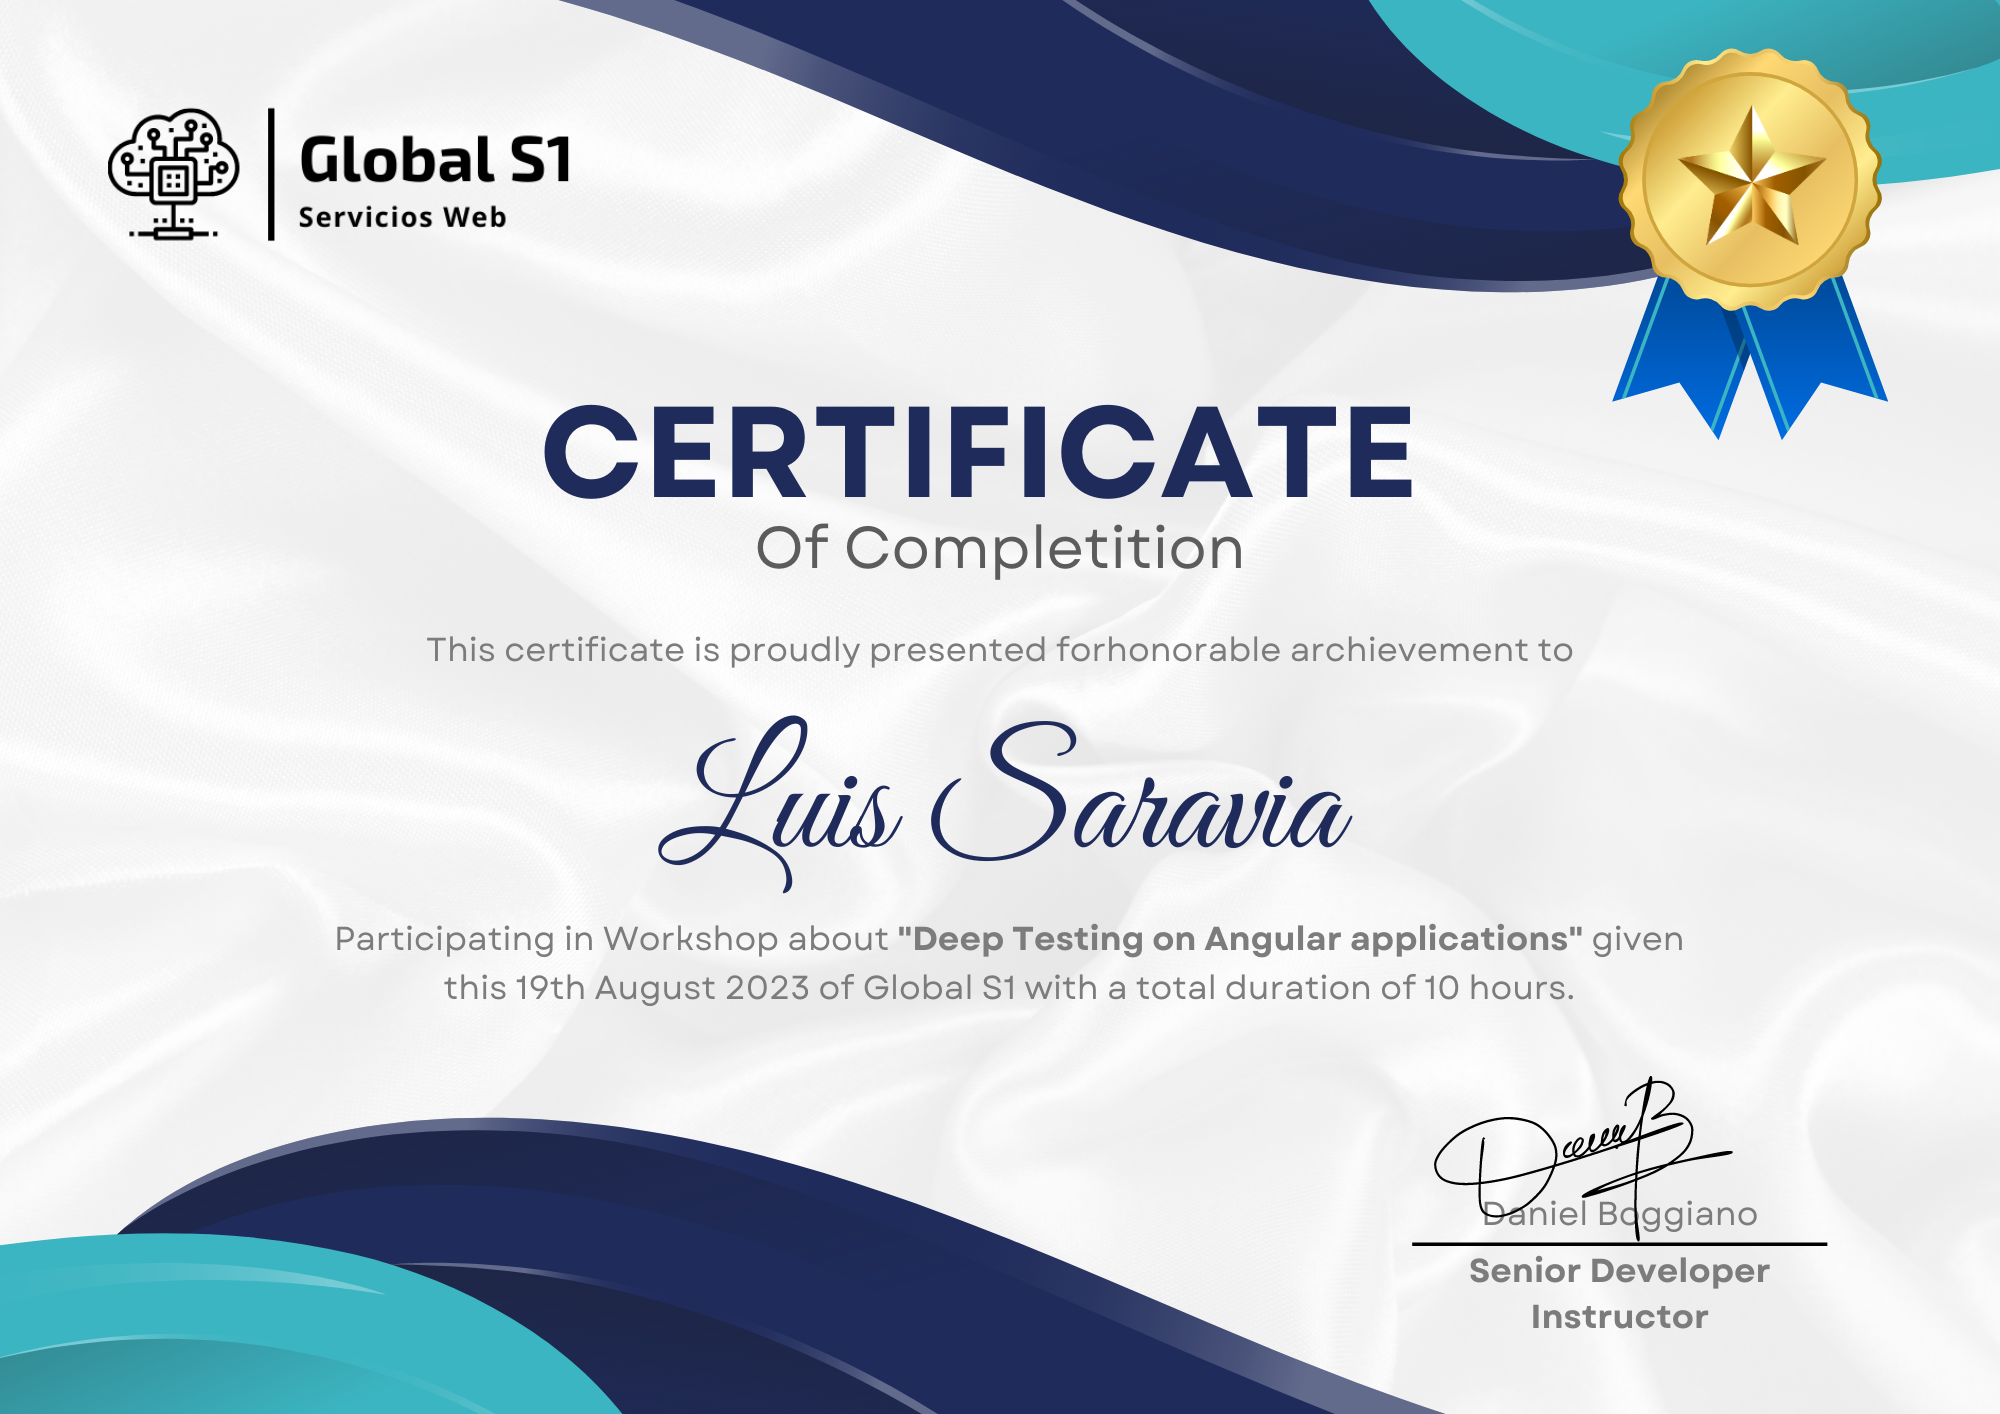 Global S1
Servicios Web
CERTIFICATE
Of Completition
This certificate is proudly presented forhonorable archievement to
Luis Saravia
Participating in Workshop about "Deep Testing on Angular applications" given
this 19th August 2023 of Global S1 with a total duration of 10 hours.
Daniel Boggiano
Senior Developer
Instructor